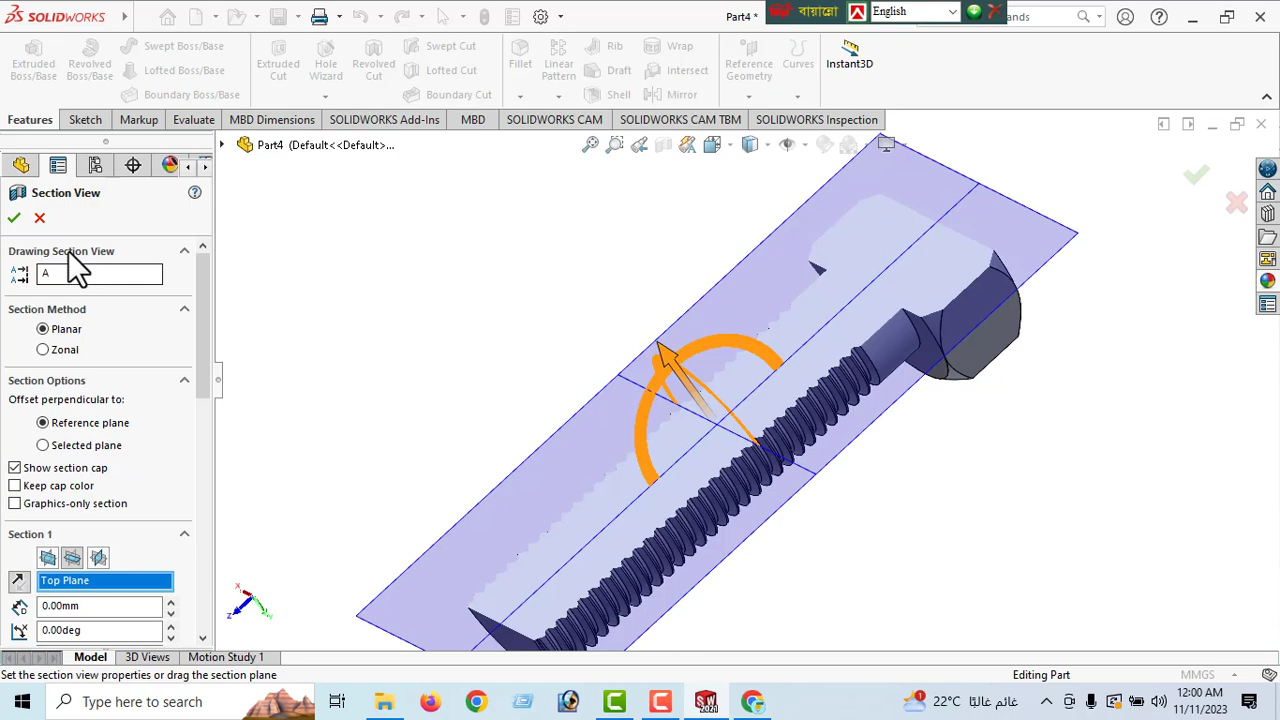 SOLIDWORKS
Part4 *
বায়ান্নো
English
ands
Extruded Boss/Base
Revolved Boss/Base
Swept Boss/Base
Lofted Boss/Base
Boundary Boss/Base
Extruded Cut
Hole Wizard
Revolved Cut
Swept Cut
Lofted Cut
Boundary Cut
Fillet
Linear Pattern
Rib
Draft
Shell
Wrap
Intersect
Mirror
Reference Geometry
Curves
Instant3D
Features
Sketch
Markup
Evaluate
MBD Dimensions
SOLIDWORKS Add-Ins
MBD
SOLIDWORKS CAM
SOLIDWORKS CAM TBM
SOLIDWORKS Inspection
Part4 (Default<<Default>...
Section View
Drawing Section View
A
Section Method
Planar
Zonal
Section Options
Offset perpendicular to:
Reference plane
Selected plane
Show section cap
Keep cap color
Graphics-only section
Section 1
Top Plane
0.00mm
0.00deg
X
Y
Z
Model
3D Views
Motion Study 1
Set the section view properties or drag the section plane
Editing Part
MMGS
Type here to search
22°C
غائم غالبًا
12:00 AM
11/11/2023